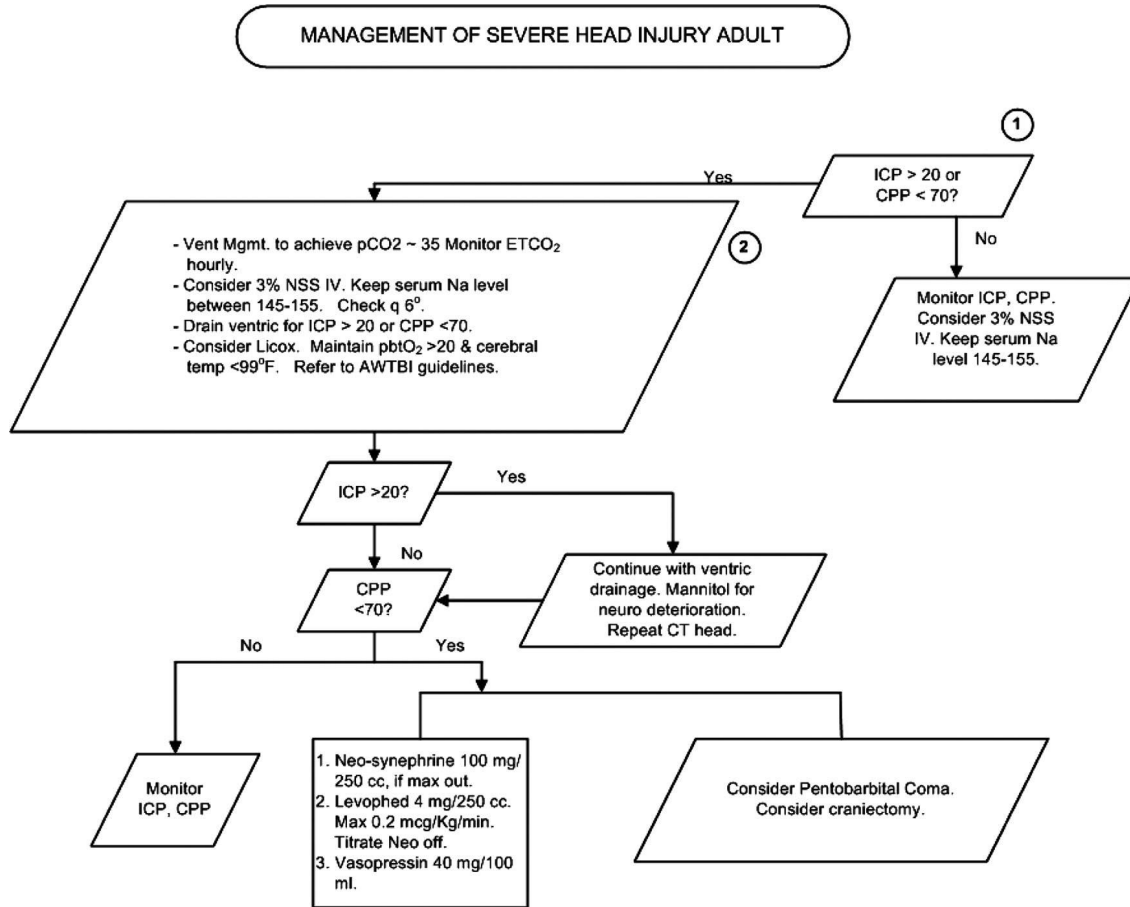 MANAGEMENT OF SEVERE HEAD INJURY ADULT
1
ICP > 20 or
CPP < 70?
Yes
No
2
- Vent Mgmt. to achieve pCO2 ~ 35 Monitor ETCO₂
hourly.
- Consider 3% NSS IV. Keep serum Na level
between 145-155. Check q 6°.
- Drain ventric for ICP > 20 or CPP <70.
- Consider Licox. Maintain pbtO₂ >20 & cerebral
temp <99°F. Refer to AWTBI guidelines.
Monitor ICP, CPP.
Consider 3% NSS
IV. Keep serum Na
level 145-155.
ICP >20?
Yes
No
Continue with ventric
drainage. Mannitol for
neuro deterioration.
Repeat CT head.
CPP
<70?
No
Yes
Monitor
ICP, CPP
1. Neo-synephrine 100 mg/
250 cc, if max out.
2. Levophed 4 mg/250 cc.
Max 0.2 mcg/Kg/min.
Titrate Neo off.
3. Vasopressin 40 mg/100
ml.
Consider Pentobarbital Coma.
Consider craniectomy.